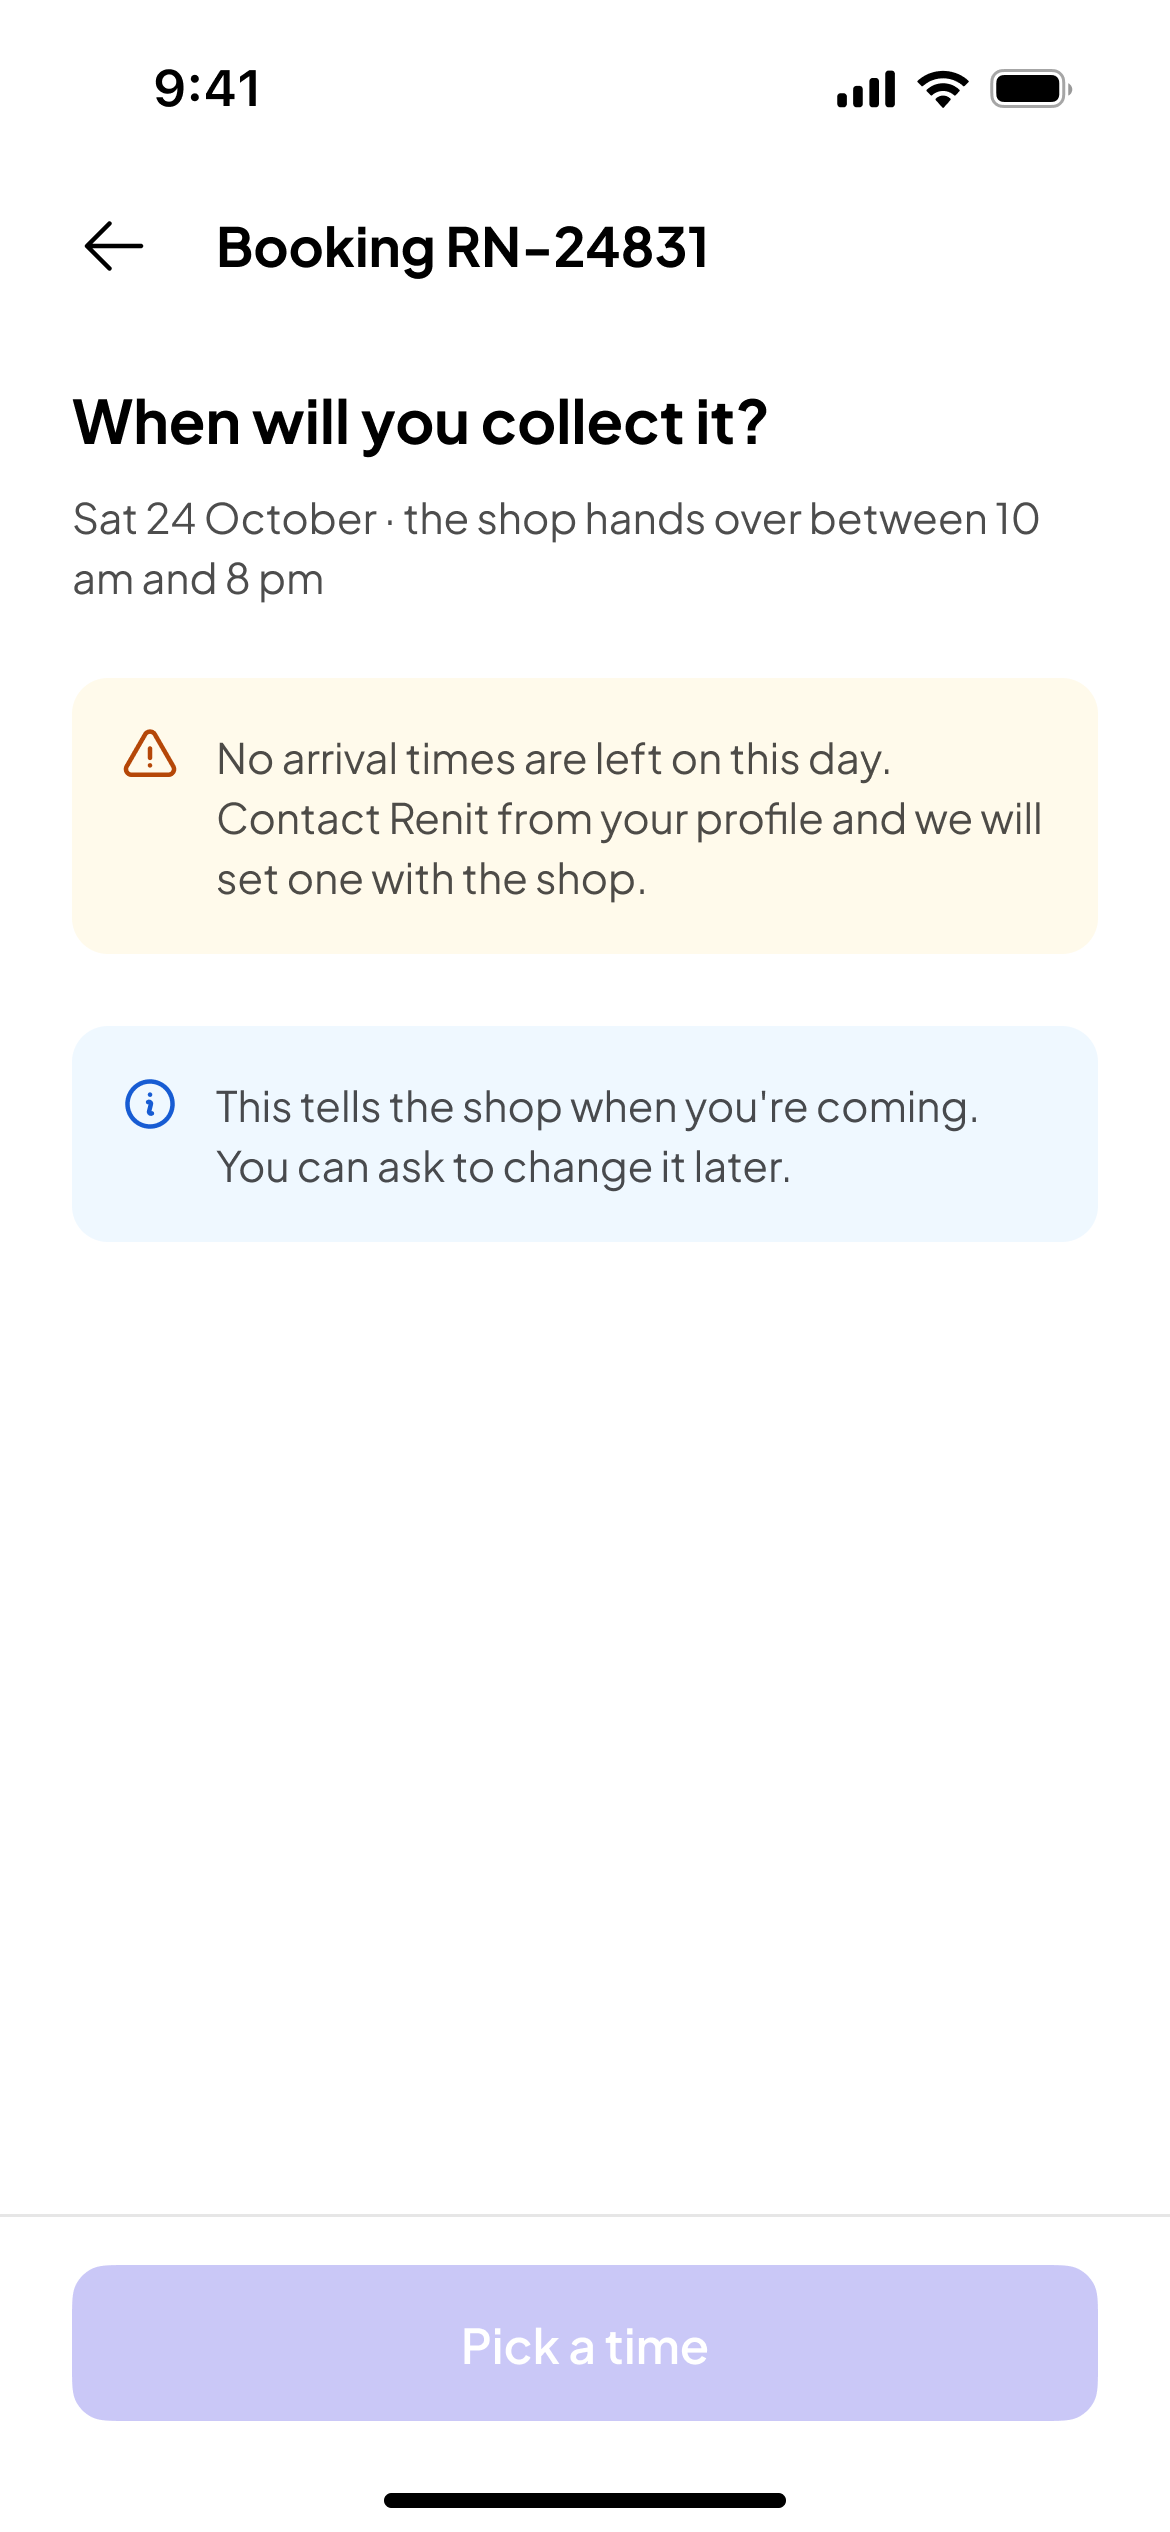 9:41
Booking RN-24831
When will you collect it?
Sat 24 October · the shop hands over between 10
am and 8 pm
No arrival times are left on this day.
Contact Renit from your profile and we will
set one with the shop.
This tells the shop when you're coming.
You can ask to change it later.
Pick a time